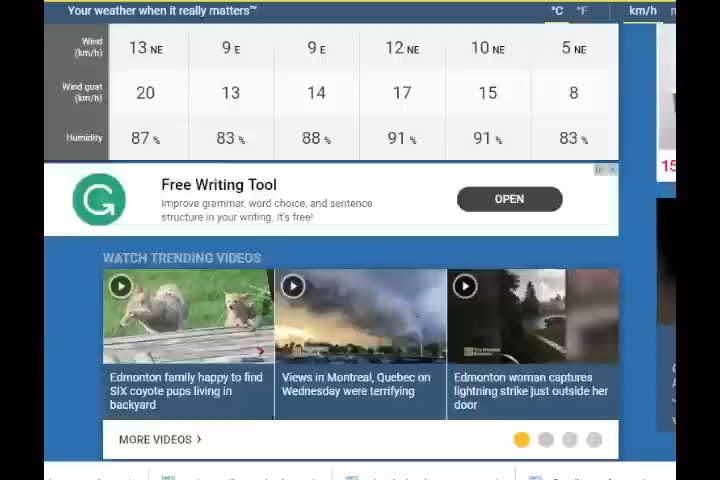 Your weather when it really matters™
°C °F km/h
Wind (km/h) 13 NE 9 E 9 E 12 NE 10 NE 5 NE
Wind gust (km/h) 20 13 14 17 15 8
Humidity 87 % 83 % 88 % 91 % 91 % 83 %
15
Free Writing Tool
Improve grammar, word choice, and sentence
structure in your writing. It's free!
OPEN
WATCH TRENDING VIDEOS
Edmonton family happy to find
SIX coyote pups living in
backyard
Views in Montreal, Quebec on
Wednesday were terrifying
Edmonton woman captures
lightning strike just outside her
door
MORE VIDEOS